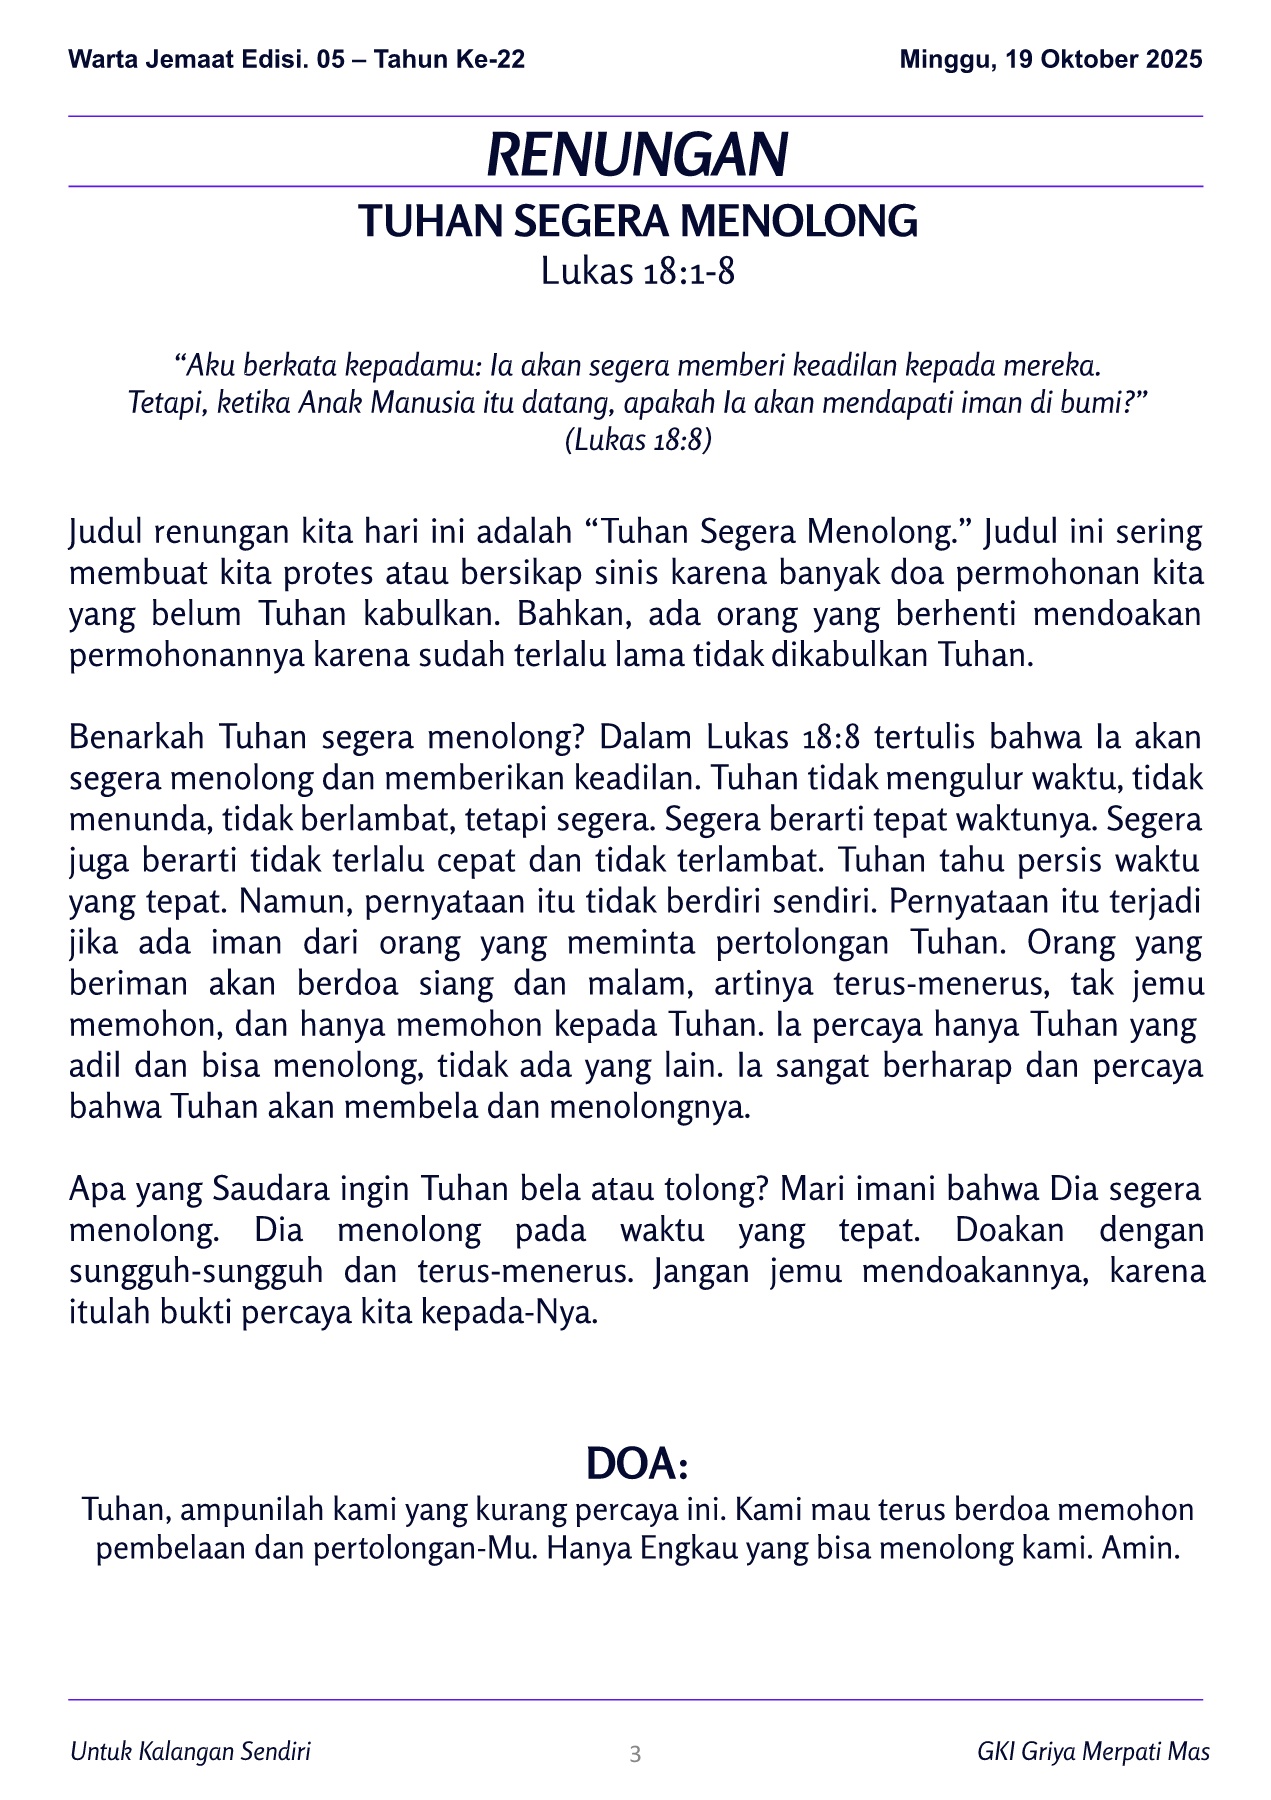 Warta Jemaat Edisi. 05 – Tahun Ke-22
Minggu, 19 Oktober 2025
RENUNGAN
TUHAN SEGERA MENOLONG
Lukas 18:1-8
“Aku berkata kepadamu: Ia akan segera memberi keadilan kepada mereka.
Tetapi, ketika Anak Manusia itu datang, apakah Ia akan mendapati iman di bumi?”
(Lukas 18:8)
Judul renungan kita hari ini adalah “Tuhan Segera Menolong.” Judul ini sering
membuat kita protes atau bersikap sinis karena banyak doa permohonan kita
yang belum Tuhan kabulkan. Bahkan, ada orang yang berhenti mendoakan
permohonannya karena sudah terlalu lama tidak dikabulkan Tuhan.
Benarkah Tuhan segera menolong? Dalam Lukas 18:8 tertulis bahwa Ia akan
segera menolong dan memberikan keadilan. Tuhan tidak mengulur waktu, tidak
menunda, tidak berlambat, tetapi segera. Segera berarti tepat waktunya. Segera
juga berarti tidak terlalu cepat dan tidak terlambat. Tuhan tahu persis waktu
yang tepat. Namun, pernyataan itu tidak berdiri sendiri. Pernyataan itu terjadi
jika ada iman dari orang yang meminta pertolongan Tuhan. Orang yang
beriman akan berdoa siang dan malam, artinya terus-menerus, tak jemu
memohon, dan hanya memohon kepada Tuhan. Ia percaya hanya Tuhan yang
adil dan bisa menolong, tidak ada yang lain. Ia sangat berharap dan percaya
bahwa Tuhan akan membela dan menolongnya.
Apa yang Saudara ingin Tuhan bela atau tolong? Mari imani bahwa Dia segera
menolong. Dia menolong pada waktu yang tepat. Doakan dengan
sungguh-sungguh dan terus-menerus. Jangan jemu mendoakannya, karena
itulah bukti percaya kita kepada-Nya.
DOA:
Tuhan, ampunilah kami yang kurang percaya ini. Kami mau terus berdoa memohon
pembelaan dan pertolongan-Mu. Hanya Engkau yang bisa menolong kami. Amin.
Untuk Kalangan Sendiri
3
GKI Griya Merpati Mas